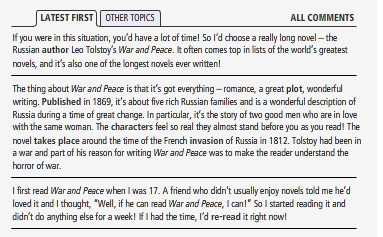 LATEST FIRST OTHER TOPICS ALL COMMENTS
If you were in this situation, you'd have a lot of time! So I'd choose a really long novel – the
Russian author Leo Tolstoy's War and Peace. It often comes top in lists of the world's greatest
novels, and it's also one of the longest novels ever written!
The thing about War and Peace is that it's got everything – romance, a great plot, wonderful
writing. Published in 1869, it's about five rich Russian families and is a wonderful description of
Russia during a time of great change. In particular, it's the story of two good men who are in love
with the same woman. The characters feel so real they almost stand before you as you read! The
novel takes place around the time of the French invasion of Russia in 1812. Tolstoy had been in
a war and part of his reason for writing War and Peace was to make the reader understand the
horror of war.
I first read War and Peace when I was 17. A friend who didn't usually enjoy novels told me he'd
loved it and I thought, "Well, if he can read War and Peace, I can!" So I started reading it and
didn't do anything else for a week! If I had the time, I'd re-read it right now!